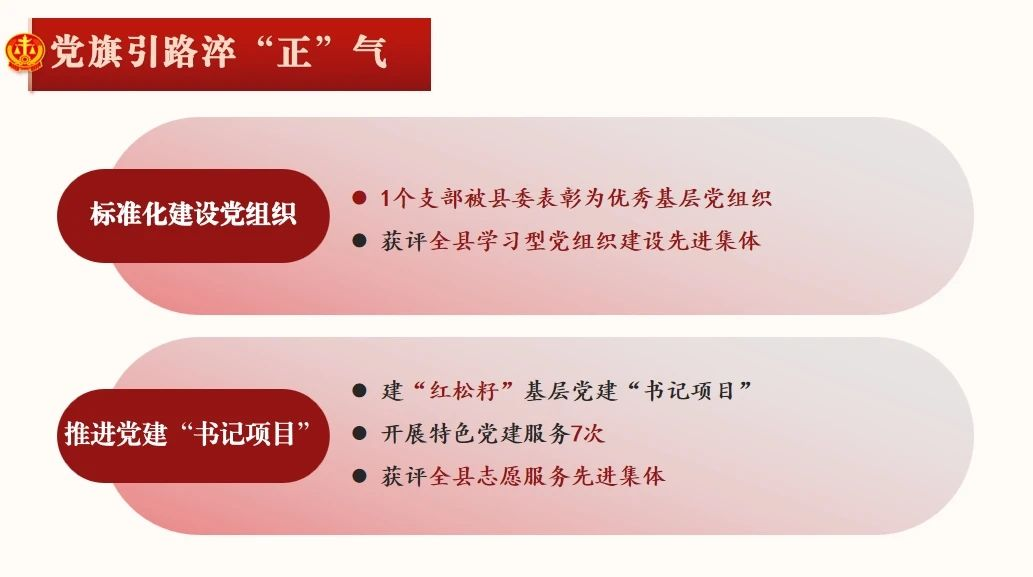 党旗引路淬“正”气
标准化建设党组织
1个支部被县委表彰为优秀基层党组织
获评全县学习型党组织建设先进集体
推进党建“书记项目”
建“红松籽”基层党建“书记项目”
开展特色党建服务7次
获评全县志愿服务先进集体